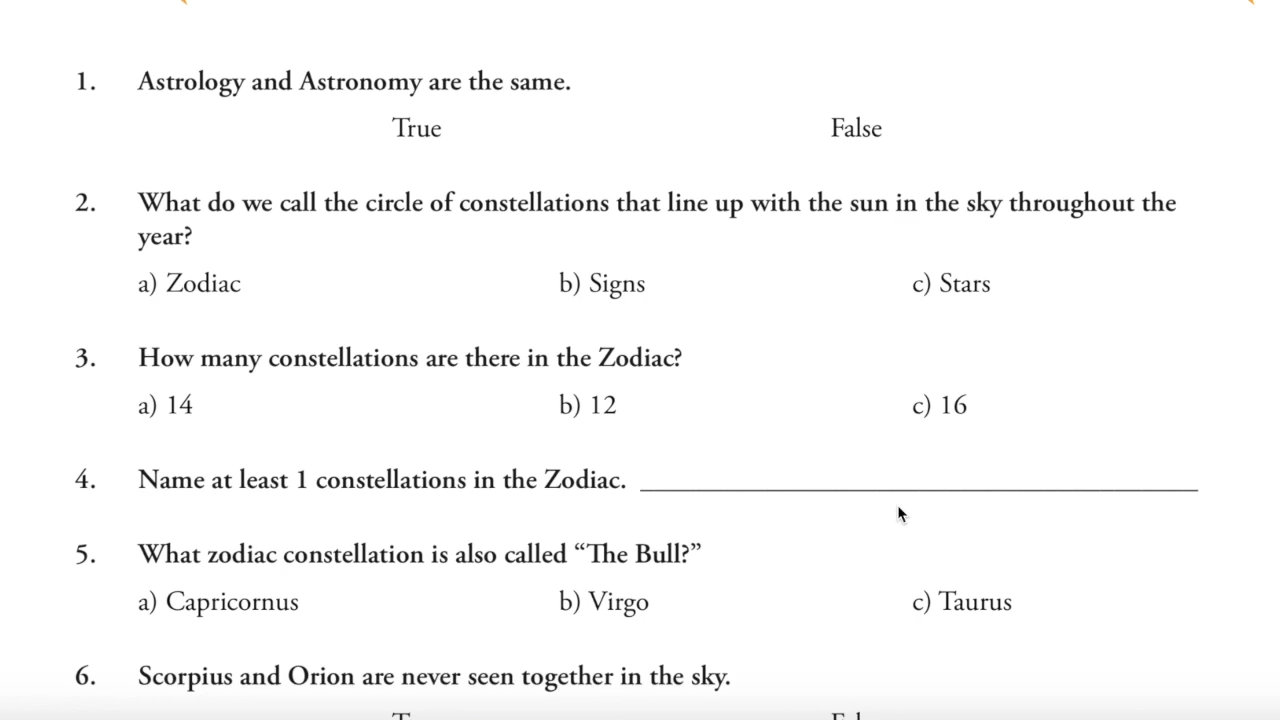 1. Astrology and Astronomy are the same.
True False
2. What do we call the circle of constellations that line up with the sun in the sky throughout the
year?
a) Zodiac b) Signs c) Stars
3. How many constellations are there in the Zodiac?
a) 14 b) 12 c) 16
4. Name at least 1 constellations in the Zodiac. ____________________
5. What zodiac constellation is also called “The Bull?”
a) Capricornus b) Virgo c) Taurus
6. Scorpius and Orion are never seen together in the sky.